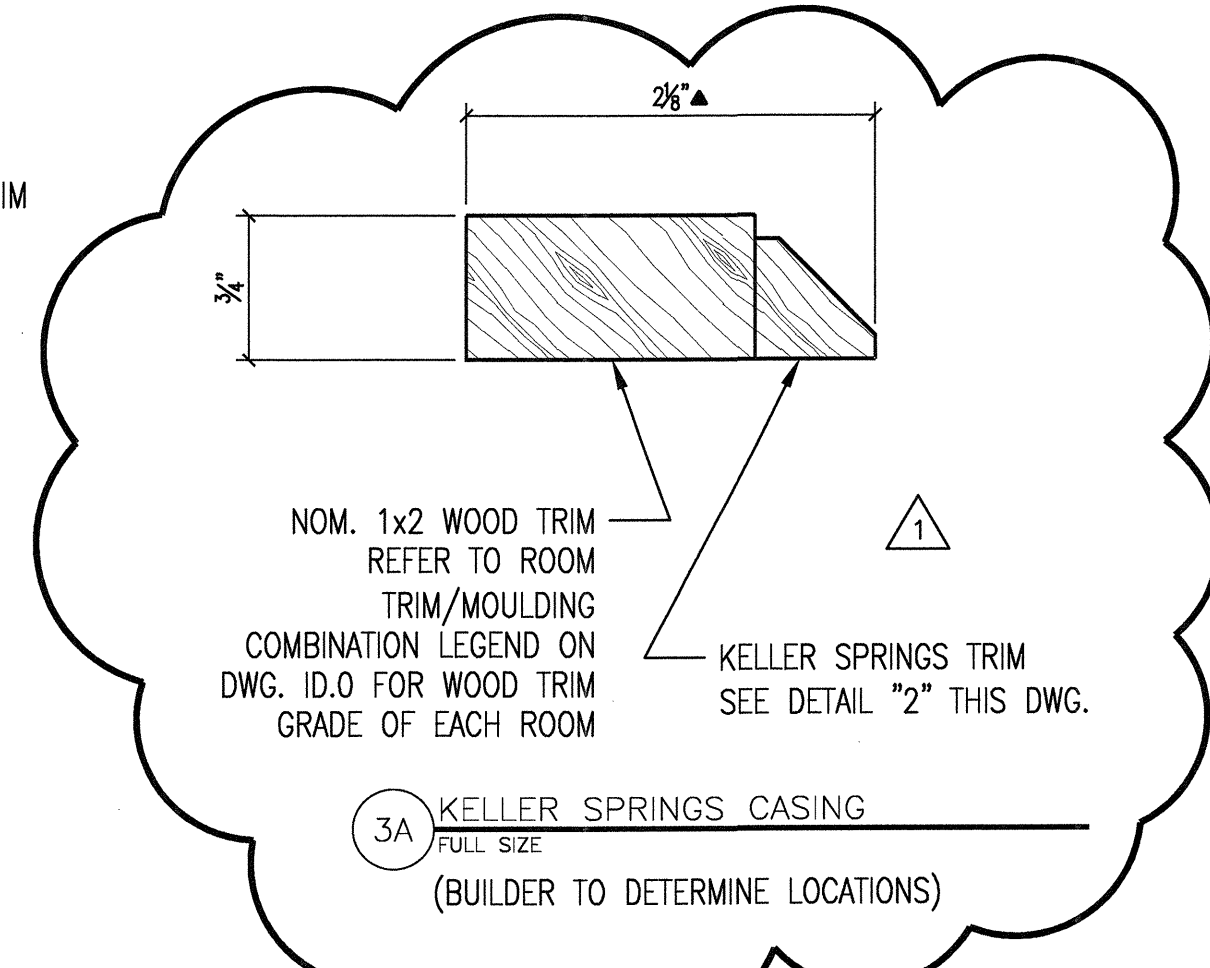 2⅛"▲
IM
¾"
NOM. 1x2 WOOD TRIM
REFER TO ROOM
TRIM/MOULDING
COMBINATION LEGEND ON
DWG. ID.0 FOR WOOD TRIM
GRADE OF EACH ROOM
1
KELLER SPRINGS TRIM
SEE DETAIL "2" THIS DWG.
3A
KELLER SPRINGS CASING
FULL SIZE
(BUILDER TO DETERMINE LOCATIONS)